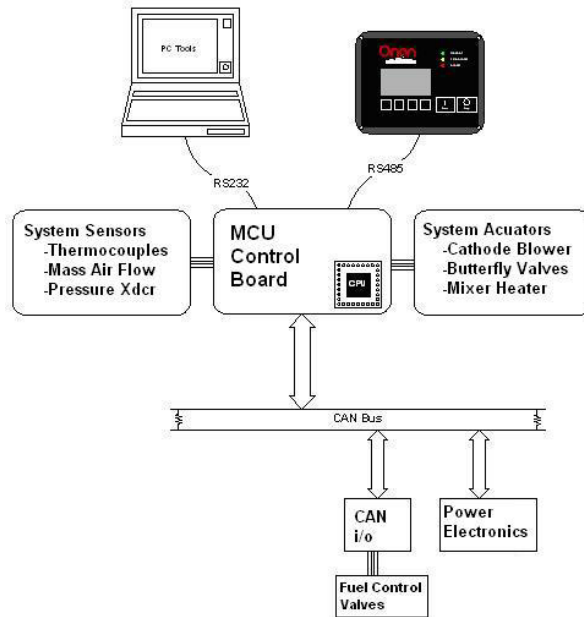 PC Tools
Onan
RS232
RS485
System Sensors
-Thermocouples
-Mass Air Flow
-Pressure Xdcr
MCU
Control
Board
CPU
System Acuators
-Cathode Blower
-Butterfly Valves
-Mixer Heater
CAN Bus
CAN
i/o
Power
Electronics
Fuel Control
Valves